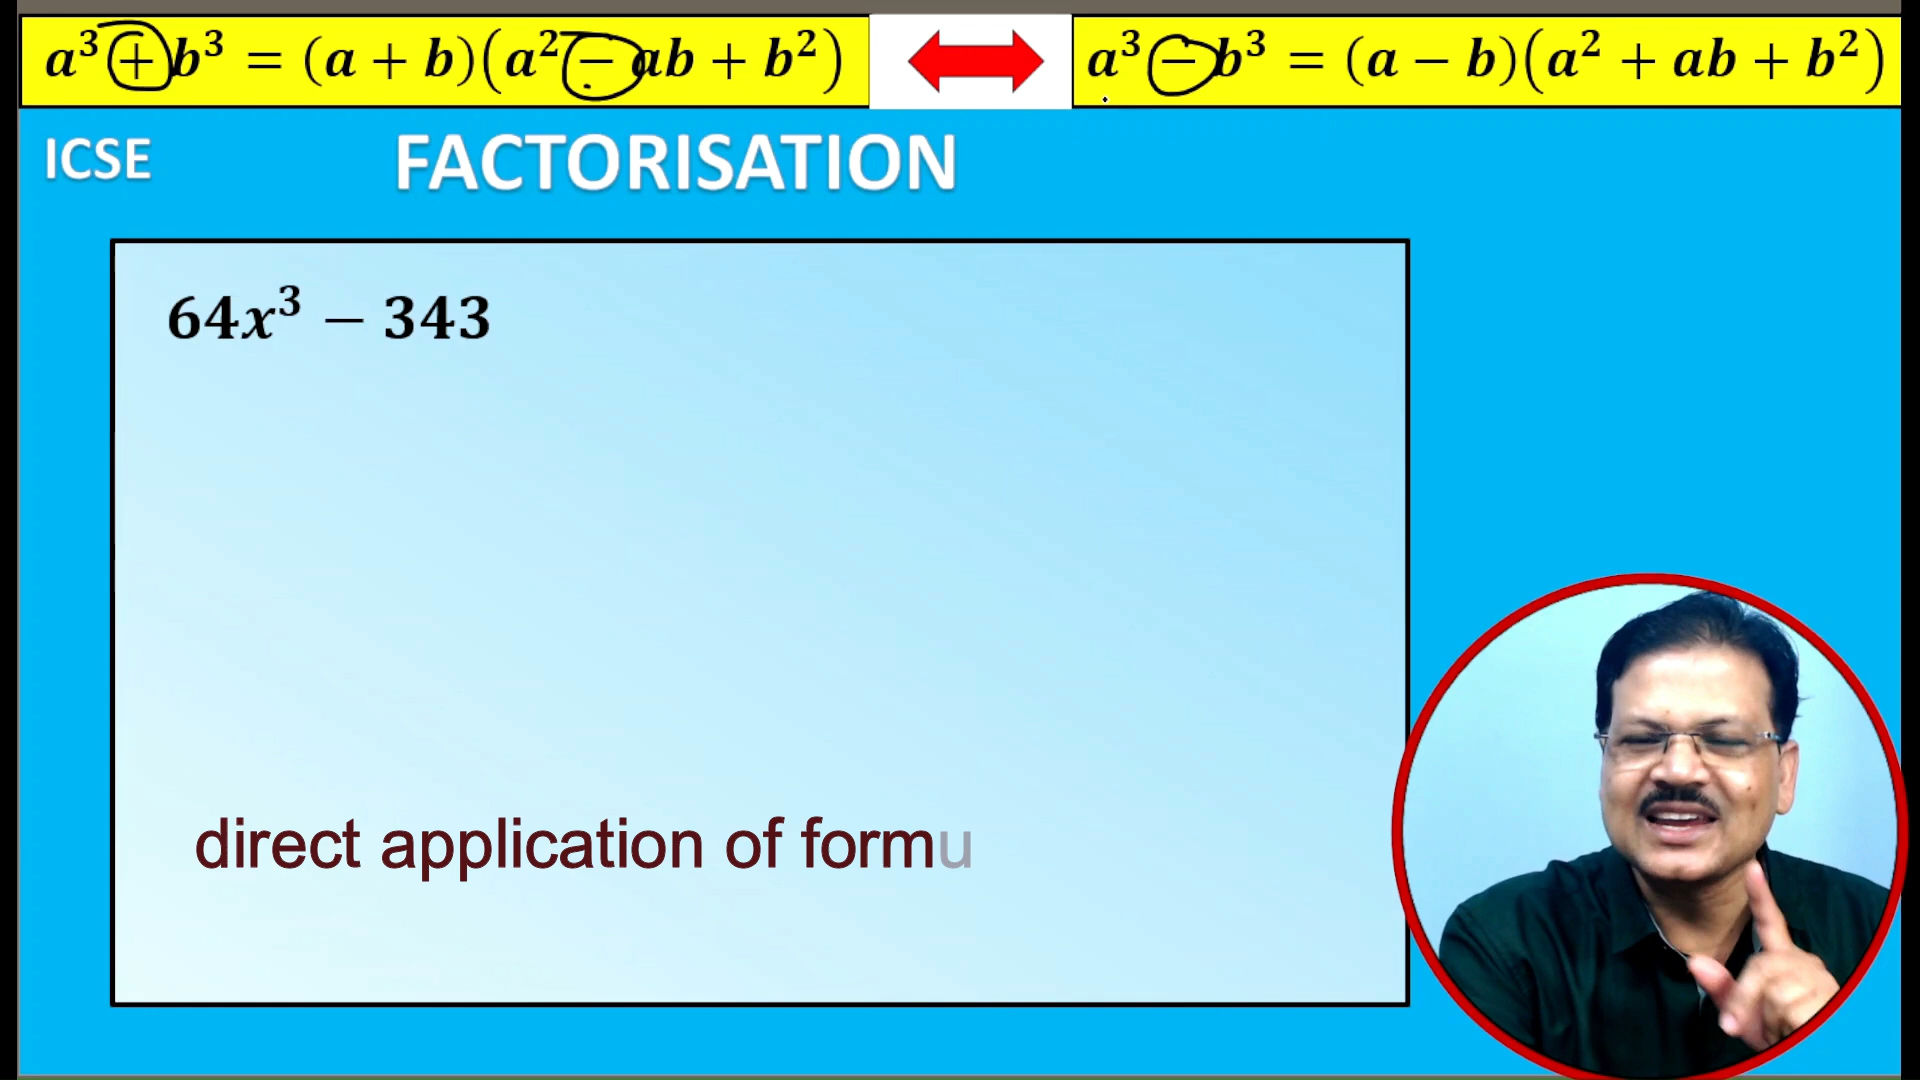 a³ + b³ = (a + b)(a² − ab + b²)
a³ − b³ = (a − b)(a² + ab + b²)
ICSE
FACTORISATION
64x³ − 343
direct application of formu